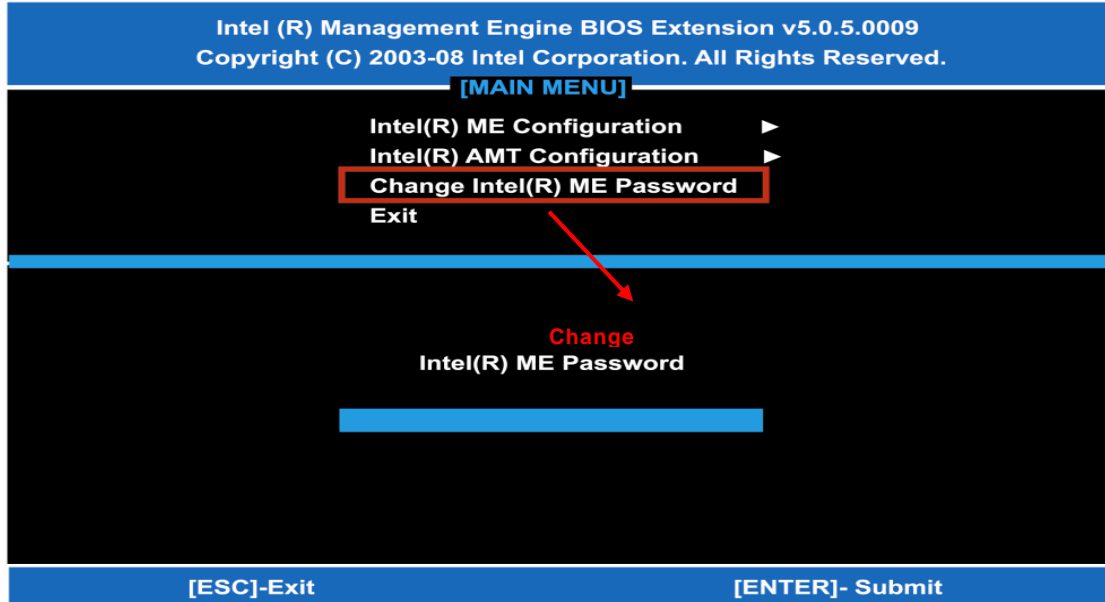 Intel (R) Management Engine BIOS Extension v5.0.5.0009
Copyright (C) 2003-08 Intel Corporation. All Rights Reserved.
[MAIN MENU]
Intel(R) ME Configuration ►
Intel(R) AMT Configuration ►
Change Intel(R) ME Password
Exit
Change
Intel(R) ME Password
[ESC]-Exit [ENTER]- Submit